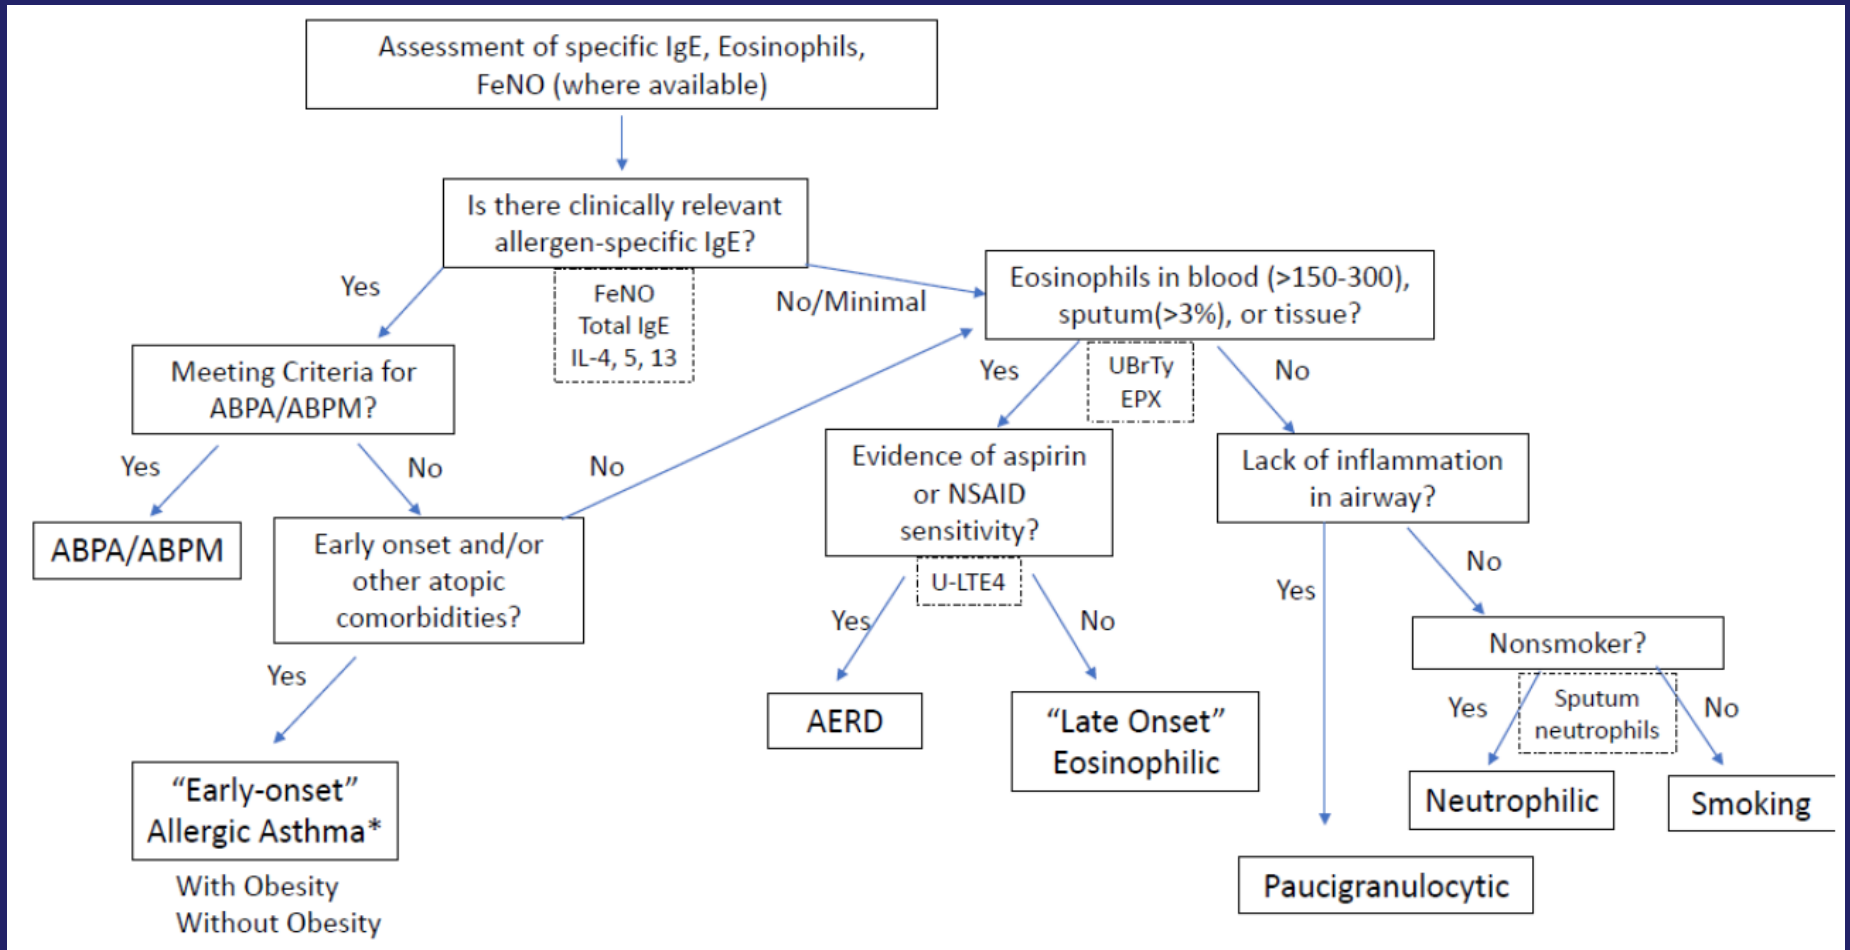 Assessment of specific IgE, Eosinophils,
FeNO (where available)
Is there clinically relevant
allergen-specific IgE?
Yes
FeNO
Total IgE
IL-4, 5, 13
No/Minimal
Eosinophils in blood (>150-300),
sputum(>3%), or tissue?
Meeting Criteria for
ABPA/ABPM?
Yes
UBrTy
EPX
No
Yes
No
No
Evidence of aspirin
or NSAID
sensitivity?
Lack of inflammation
in airway?
ABPA/ABPM
Early onset and/or
other atopic
comorbidities?
U-LTE4
Yes
No
Yes
No
Nonsmoker?
Yes
Sputum
neutrophils
Yes
No
AERD
"Late Onset"
Eosinophilic
"Early-onset"
Allergic Asthma*
Neutrophilic
Smoking
With Obesity
Without Obesity
Paucigranulocytic